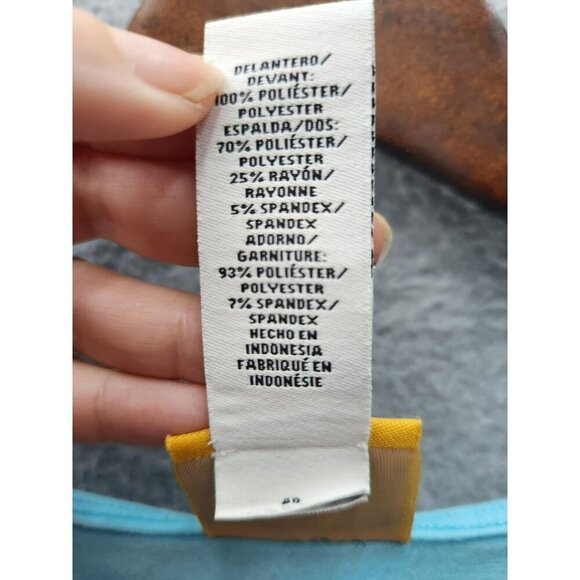 DELANTERO/
DEVANT:
100% POLIÉSTER/
POLYESTER
ESPALDA/DOS:
70% POLIÉSTER/
POLYESTER
25% RAYÓN/
RAYONNE
5% SPANDEX/
SPANDEX
ADORNO/
GARNITURE:
93% POLIÉSTER/
POLYESTER
7% SPANDEX/
SPANDEX
HECHO EN
INDONESIA
FABRIQUÉ EN
INDONÉSIE